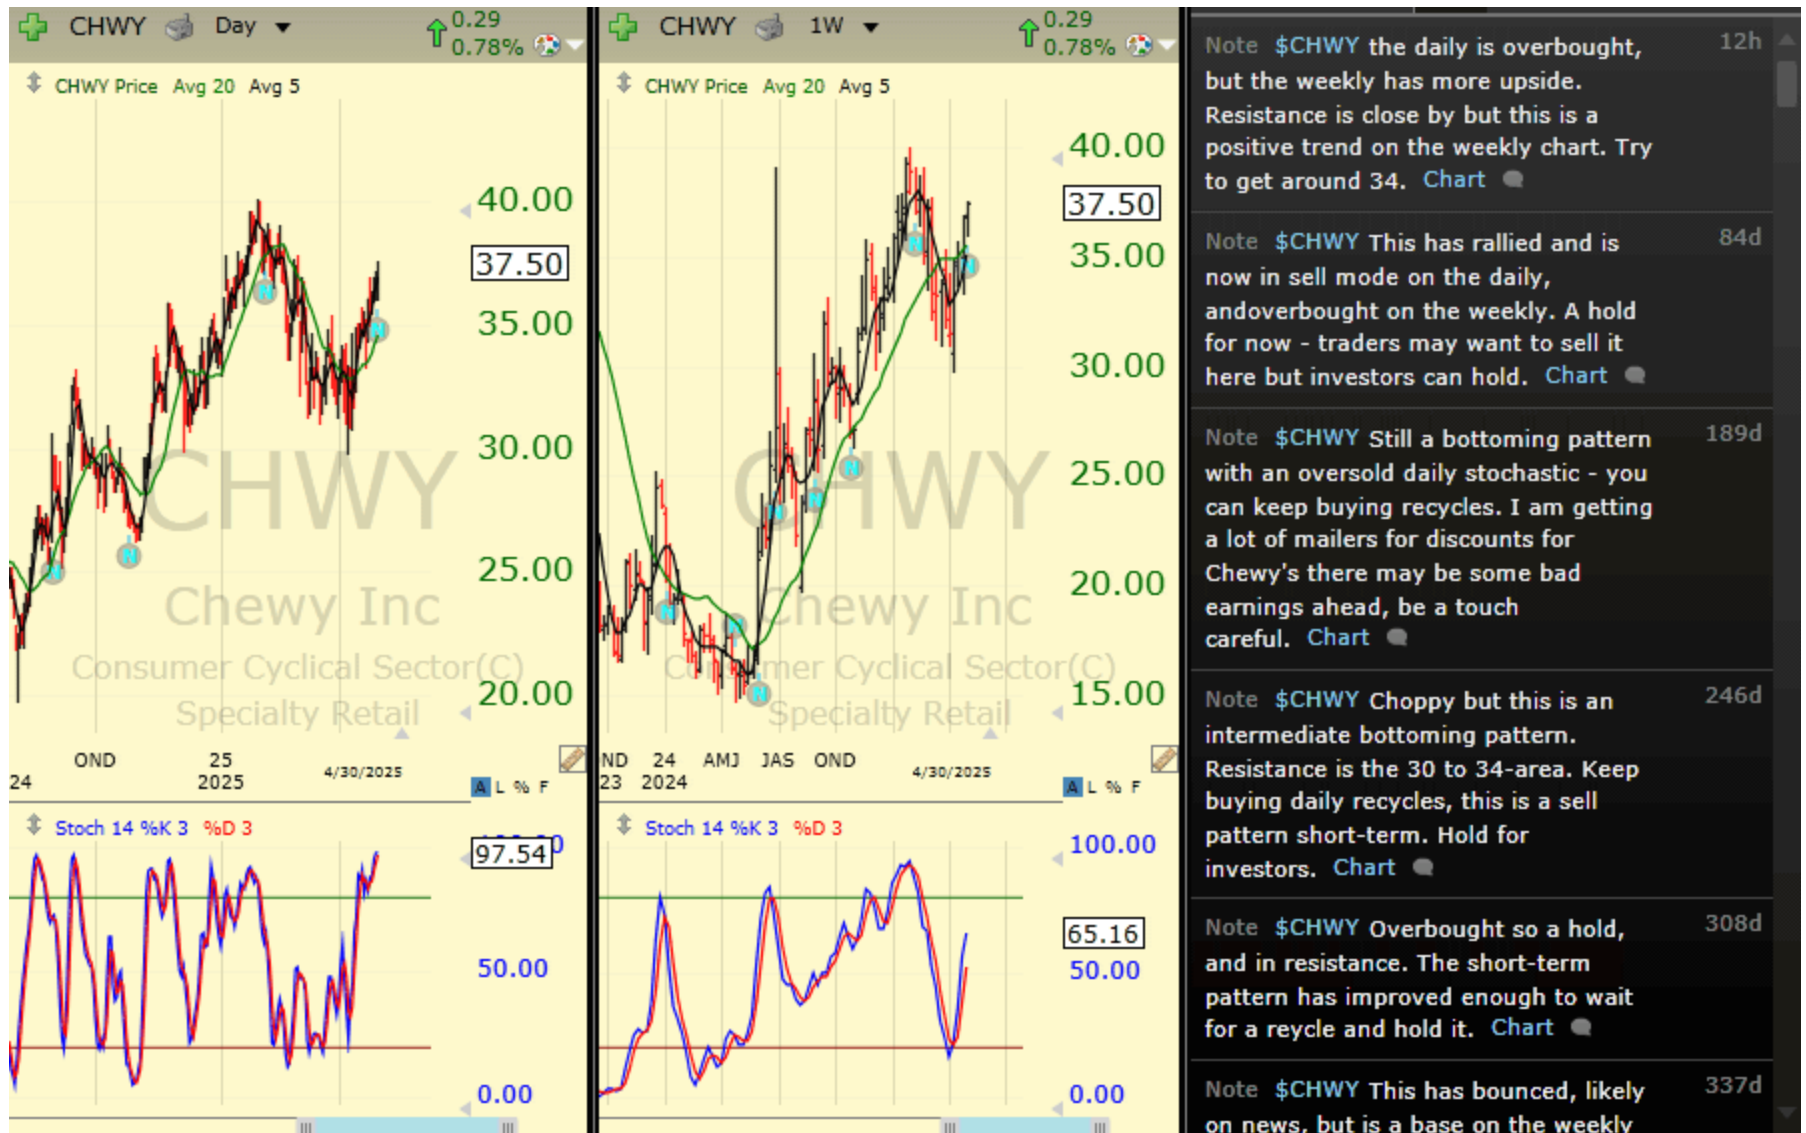 CHWY Day 0.29
0.78%
CHWY Price Avg 20 Avg 5
40.00
37.50
35.00
30.00
25.00
20.00
N
N
N
N
CHWY
Chewy Inc
Consumer Cyclical Sector(C)
Specialty Retail
OND 25 4/30/2025
24 2025
A L % F
Stoch 14 %K 3 %D 3
97.54
50.00
0.00
CHWY 1W 0.29
0.78%
CHWY Price Avg 20 Avg 5
40.00
37.50
35.00
30.00
25.00
20.00
15.00
N
N
N
N
N
N
N
N
CHWY
Chewy Inc
Consumer Cyclical Sector(C)
Specialty Retail
ND 24 AMJ JAS OND 4/30/2025
23 2024
A L % F
Stoch 14 %K 3 %D 3
100.00
65.16
50.00
0.00
Note $CHWY the daily is overbought, 12h
but the weekly has more upside.
Resistance is close by but this is a
positive trend on the weekly chart. Try
to get around 34. Chart
Note $CHWY This has rallied and is 84d
now in sell mode on the daily,
andoverbought on the weekly. A hold
for now - traders may want to sell it
here but investors can hold. Chart
Note $CHWY Still a bottoming pattern 189d
with an oversold daily stochastic - you
can keep buying recycles. I am getting
a lot of mailers for discounts for
Chewy's there may be some bad
earnings ahead, be a touch
careful. Chart
Note $CHWY Choppy but this is an 246d
intermediate bottoming pattern.
Resistance is the 30 to 34-area. Keep
buying daily recycles, this is a sell
pattern short-term. Hold for
investors. Chart
Note $CHWY Overbought so a hold, 308d
and in resistance. The short-term
pattern has improved enough to wait
for a reycle and hold it. Chart
Note $CHWY This has bounced, likely 337d
on news, but is a base on the weekly